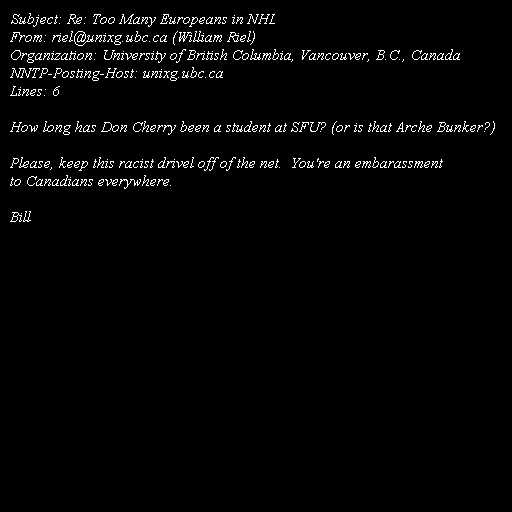 Subject: Re: Too Many Europeans in NHL
From: riel@unixg.ubc.ca (William Riel)
Organization: University of British Columbia, Vancouver, B.C., Canada
NNTP-Posting-Host: unixg.ubc.ca
Lines: 6
How long has Don Cherry been a student at SFU? (or is that Arche Bunker?)
Please, keep this racist drivel off of the net.  You're an embarassment
to Canadians everywhere.
Bill